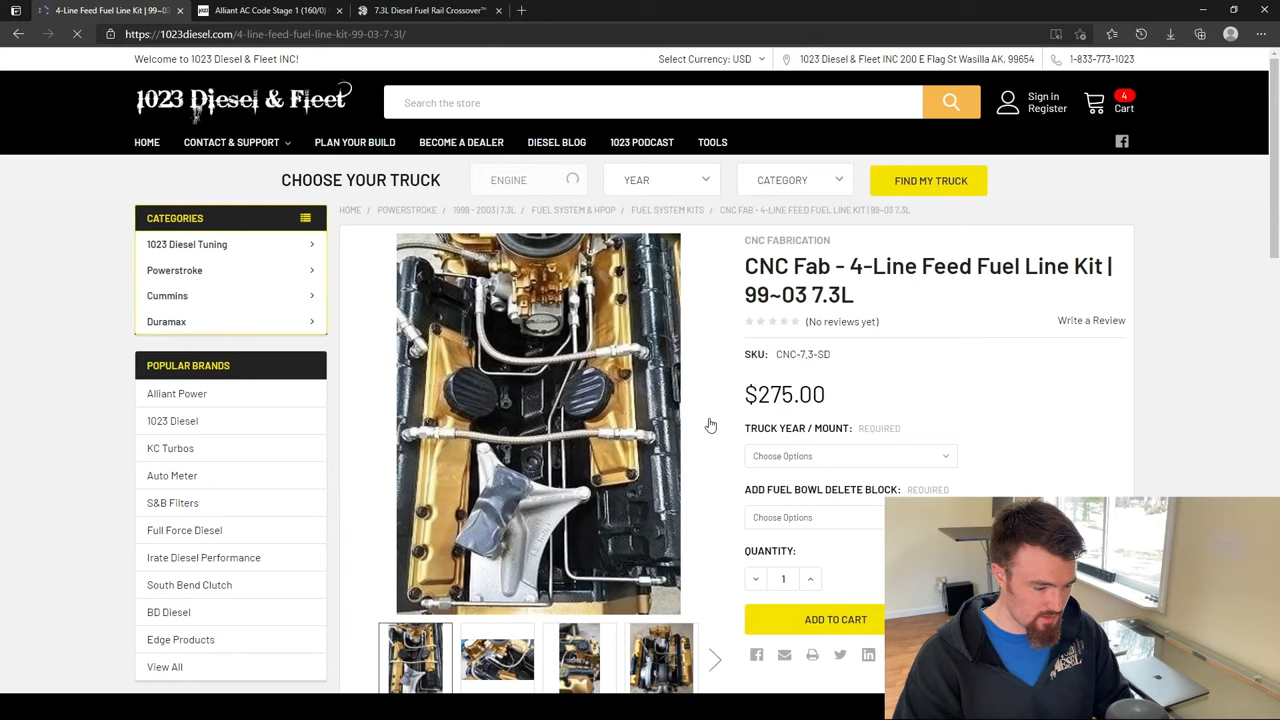 4-Line Feed Fuel Line Kit | 99~03
Alliant AC Code Stage 1 (160/0)
7.3L Diesel Fuel Rail Crossover™
https://1023diesel.com/4-line-feed-fuel-line-kit-99-03-7-3l/
Welcome to 1023 Diesel & Fleet INC!
Select Currency: USD
1023 Diesel & Fleet INC 200 E Flag St Wasilla AK, 99654
1-833-773-1023
1023 Diesel & Fleet
Search the store
Sign in
Register
4
Cart
HOME
CONTACT & SUPPORT
PLAN YOUR BUILD
BECOME A DEALER
DIESEL BLOG
1023 PODCAST
TOOLS
CHOOSE YOUR TRUCK
ENGINE
YEAR
CATEGORY
FIND MY TRUCK
HOME / POWERSTROKE / 1999 - 2003 | 7.3L / FUEL SYSTEM & HPOP / FUEL SYSTEM KITS / CNC FAB - 4-LINE FEED FUEL LINE KIT | 99~03 7.3L
CATEGORIES
1023 Diesel Tuning
Powerstroke
Cummins
Duramax
POPULAR BRANDS
Alliant Power
1023 Diesel
KC Turbos
Auto Meter
S&B Filters
Full Force Diesel
Irate Diesel Performance
South Bend Clutch
BD Diesel
Edge Products
View All
CNC FABRICATION
CNC Fab - 4-Line Feed Fuel Line Kit |
99~03 7.3L
(No reviews yet)
Write a Review
SKU: CNC-7.3-SD
$275.00
TRUCK YEAR / MOUNT: REQUIRED
Choose Options
ADD FUEL BOWL DELETE BLOCK: REQUIRED
Choose Options
QUANTITY:
1
ADD TO CART